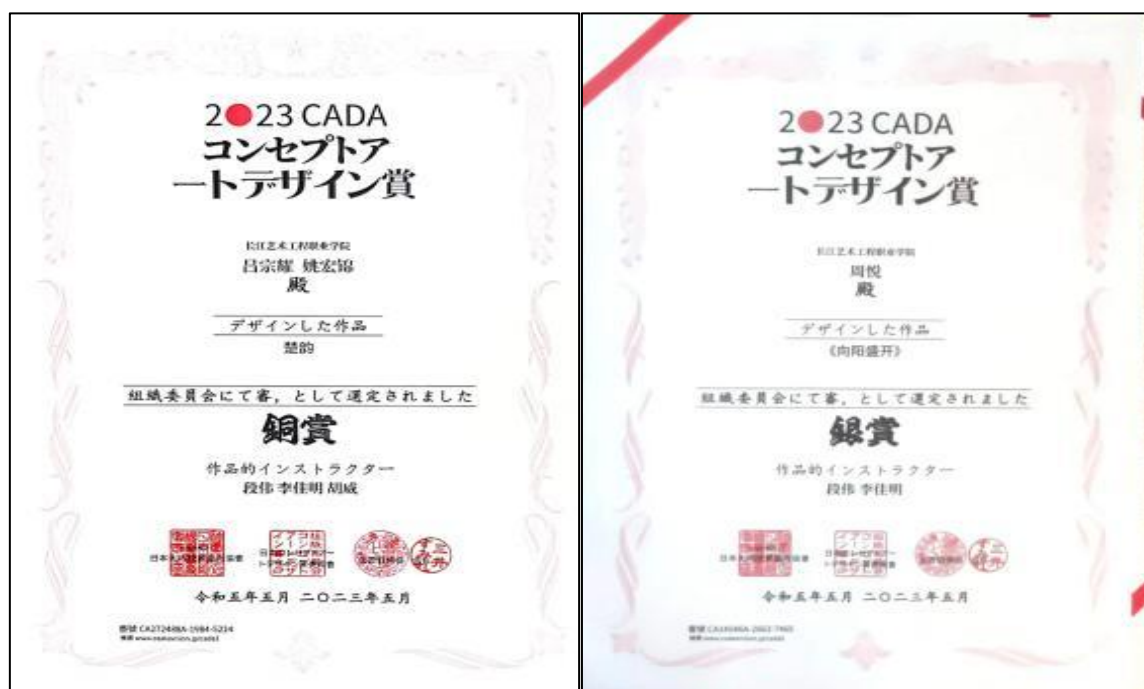 2023 CADA
コンセプトア
ートデザイン賞
长江艺术工程职业学院
吕宗耀 姚宏锦
殿
デザインした作品
楚韵
組織委員会にて審，として選定されました
銅賞
作品的インストラクター
段伟 李佳明 胡威
令和五年五月 二〇二三年五月
2023 CADA
コンセプトア
ートデザイン賞
长江艺术工程职业学院
周悦
殿
デザインした作品
《向阳盛开》
組織委員会にて審，として選定されました
銀賞
作品的インストラクター
段伟 李佳明
令和五年五月 二〇二三年五月